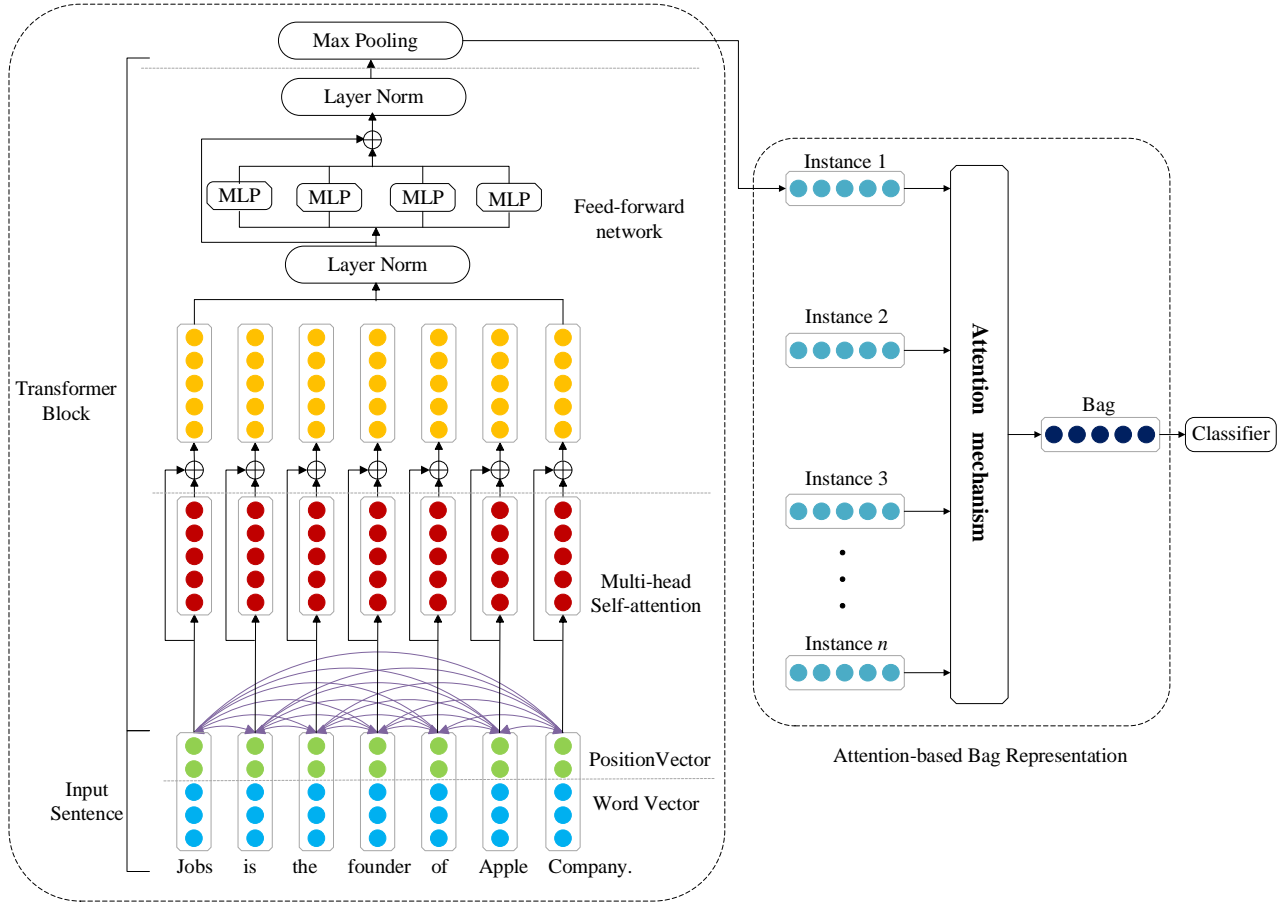 Max Pooling
Layer Norm
MLP
MLP
MLP
MLP
Feed-forward
network
Layer Norm
Transformer
Block
Multi-head
Self-attention
PositionVector
Input
Sentence
Word Vector
Jobs is the founder of Apple Company.
Instance 1
Instance 2
Instance 3
Instance n
Attention mechanism
Bag
Classifier
Attention-based Bag Representation